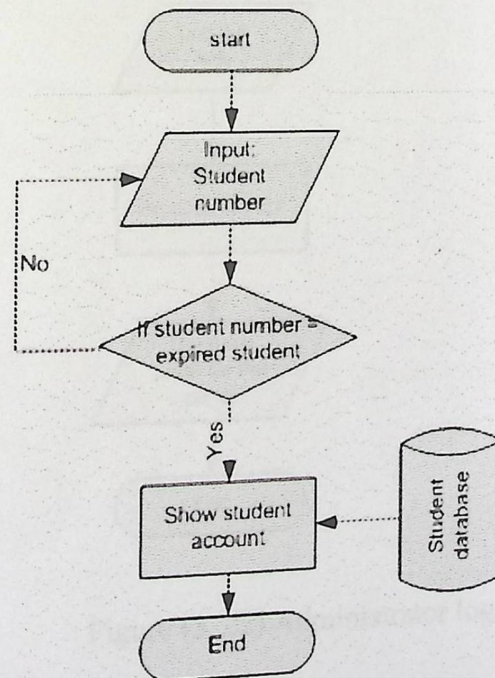 start
Input:
Student
number
No
If student number =
expired student
Yes
Show student
account
Student
database
End